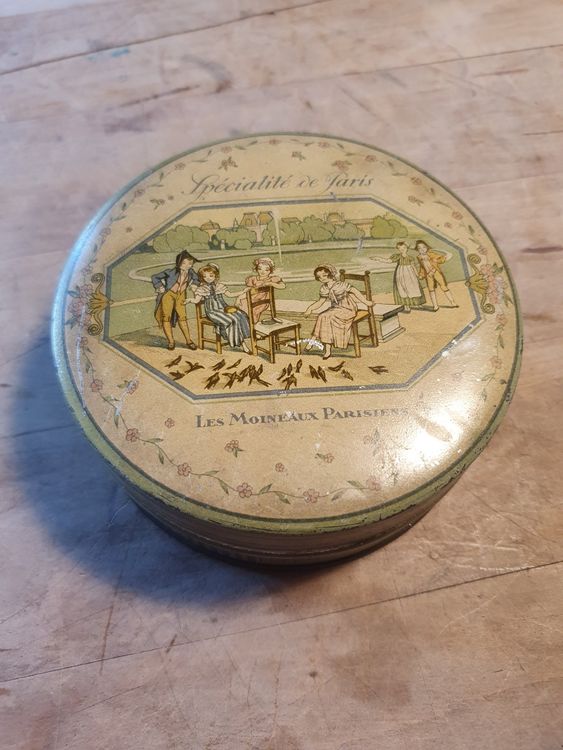 Spécialité de Paris
LES MOINEAUX PARISIENS